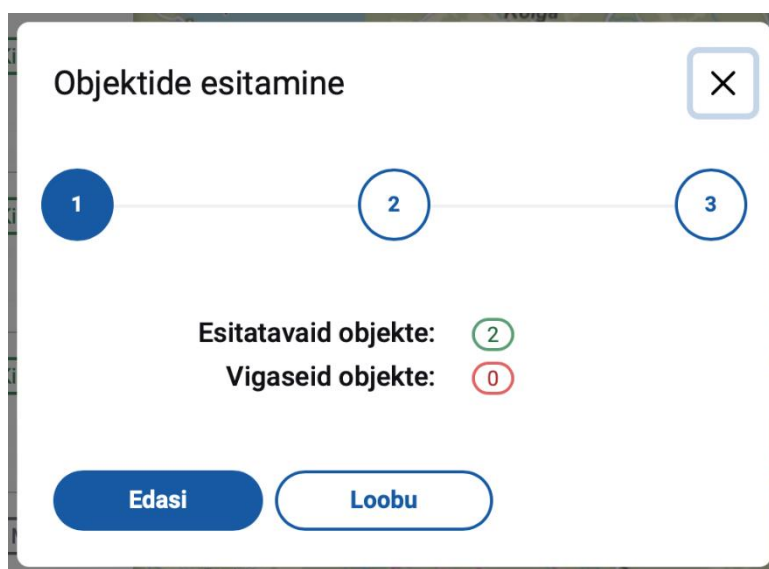 Objektide esitamine
1
2
3
Esitatavaid objekte: 2
Vigaseid objekte: 0
Edasi
Loobu